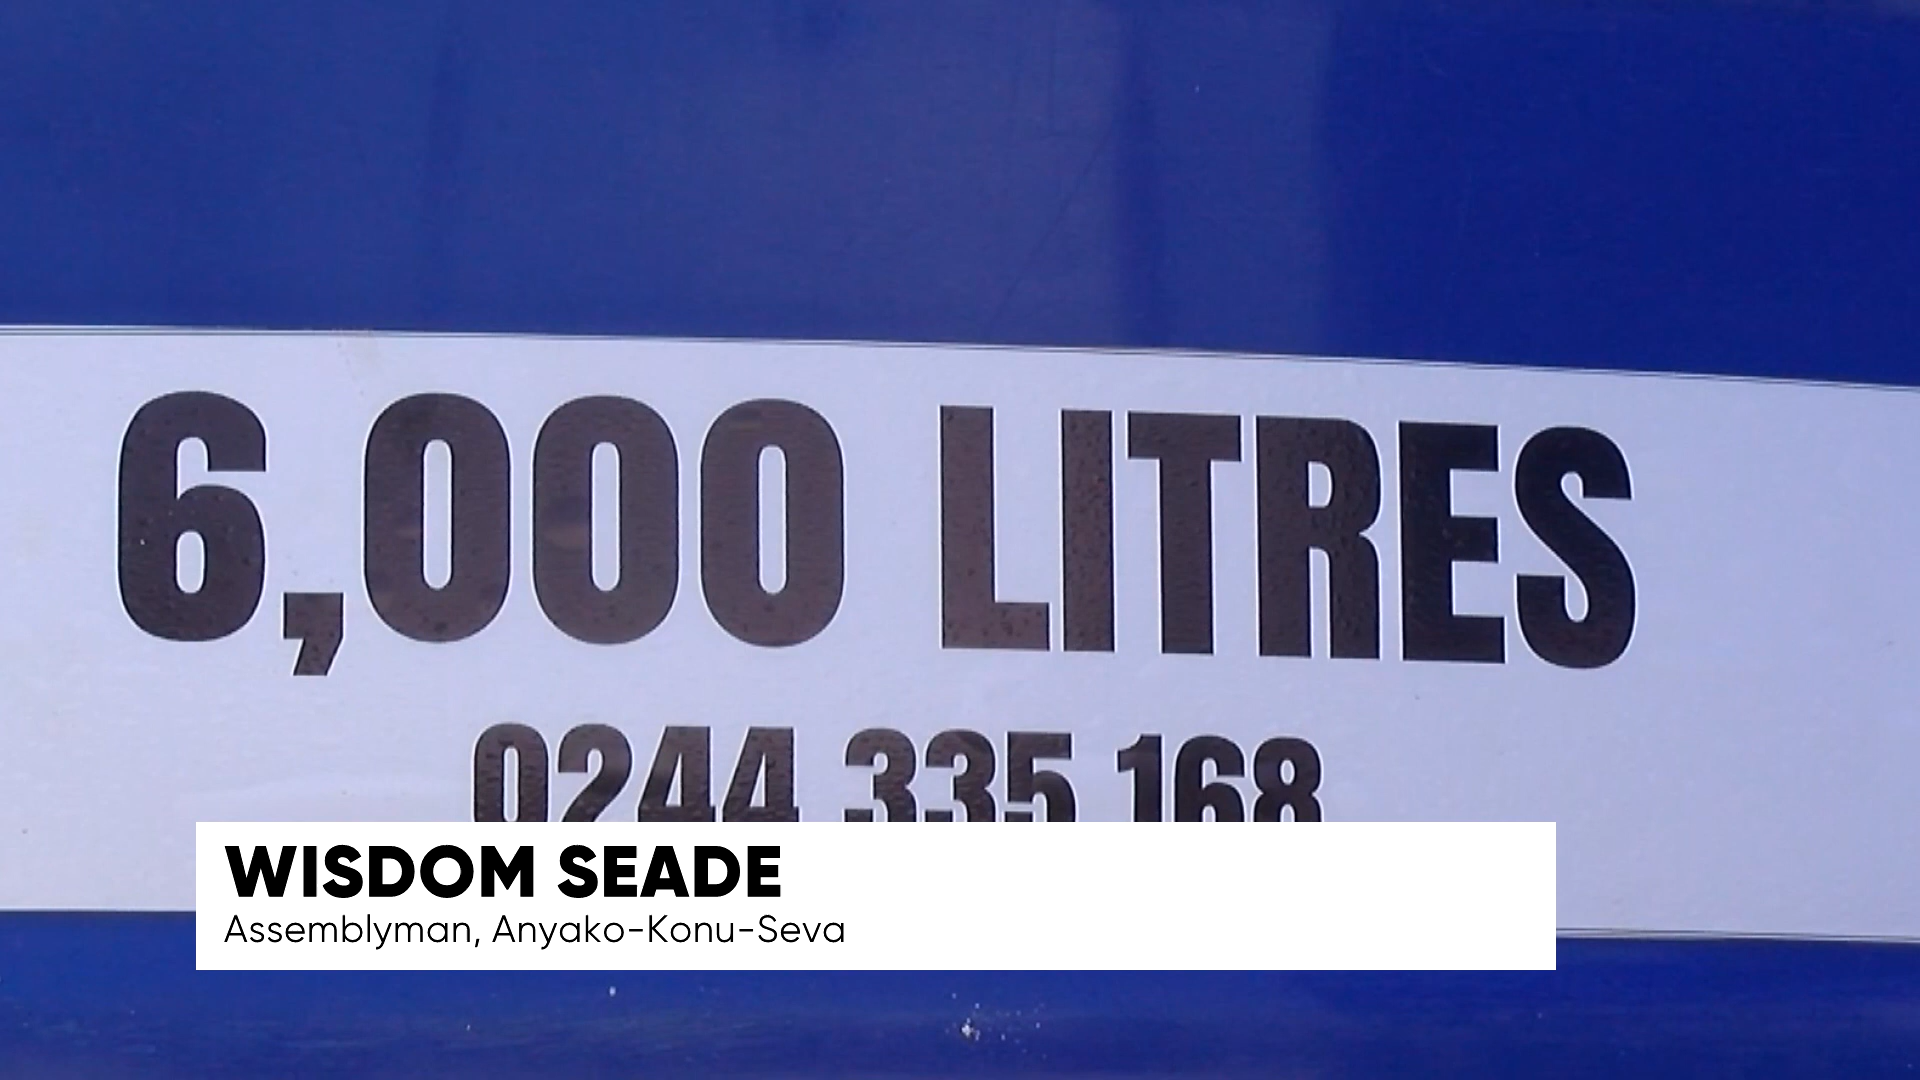 6,000 LITRES
0244 335 168
WISDOM SEADE
Assemblyman, Anyako-Konu-Seva